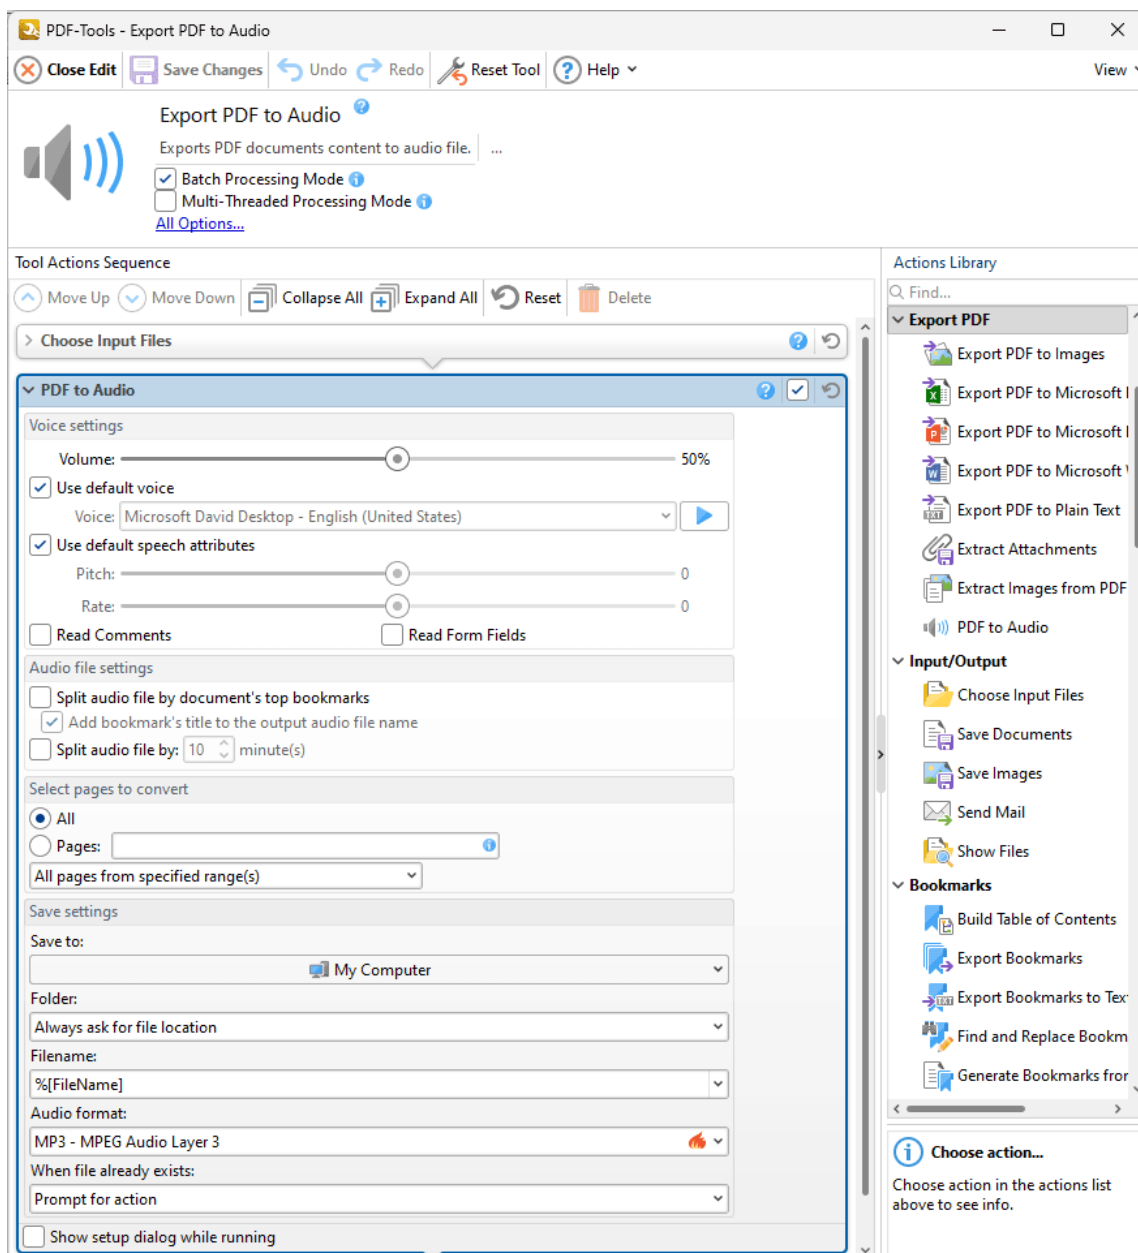 PDF-Tools - Export PDF to Audio
Close Edit Save Changes Undo Redo Reset Tool Help View
Export PDF to Audio
Exports PDF documents content to audio file. ...
Batch Processing Mode
Multi-Threaded Processing Mode
All Options...
Tool Actions Sequence
Move Up Move Down Collapse All Expand All Reset Delete
Choose Input Files
PDF to Audio
Voice settings
Volume: 50%
Use default voice
Voice: Microsoft David Desktop - English (United States)
Use default speech attributes
Pitch: 0
Rate: 0
Read Comments Read Form Fields
Audio file settings
Split audio file by document's top bookmarks
Add bookmark's title to the output audio file name
Split audio file by: 10 minute(s)
Select pages to convert
All
Pages:
All pages from specified range(s)
Save settings
Save to:
My Computer
Folder:
Always ask for file location
Filename:
%[FileName]
Audio format:
MP3 - MPEG Audio Layer 3
When file already exists:
Prompt for action
Show setup dialog while running
Actions Library
Find...
Export PDF
Export PDF to Images
Export PDF to Microsoft
Export PDF to Microsoft
Export PDF to Microsoft
Export PDF to Plain Text
Extract Attachments
Extract Images from PDF
PDF to Audio
Input/Output
Choose Input Files
Save Documents
Save Images
Send Mail
Show Files
Bookmarks
Build Table of Contents
Export Bookmarks
Export Bookmarks to Tex
Find and Replace Bookm
Generate Bookmarks fror
Choose action...
Choose action in the actions list
above to see info.